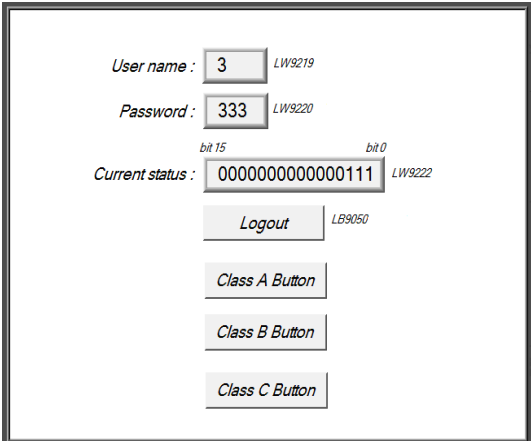 User name : 3 LW9219
Password : 333 LW9220
bit 15 bit 0
Current status : 0000000000000111 LW9222
Logout LB9050
Class A Button
Class B Button
Class C Button